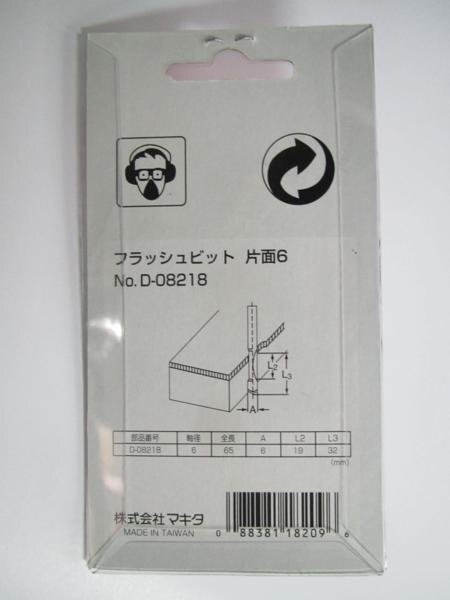 フラッシュビット 片面6
No. D-08218
L2
L3
A
部品番号 軸径 全長 A L2 L3
D-08218 6 65 6 19 32
(mm)
株式会社 マキタ
MADE IN TAIWAN
0 88381 18209 6